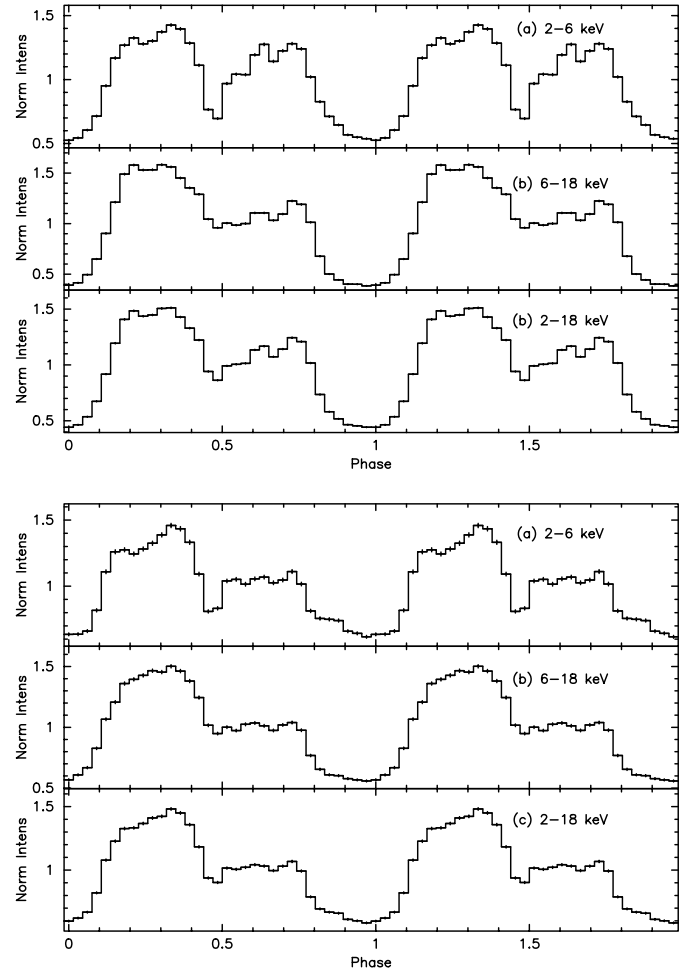 Norm Intens
1.5
1
0.5
(a) 2–6 keV
Norm Intens
1.5
1
0.5
(b) 6–18 keV
Norm Intens
1.5
1
0.5
(b) 2–18 keV
0 0.5 1 1.5
Phase
Norm Intens
1.5
1
(a) 2–6 keV
Norm Intens
1.5
1
0.5
(b) 6–18 keV
Norm Intens
1.5
1
(c) 2–18 keV
0 0.5 1 1.5
Phase